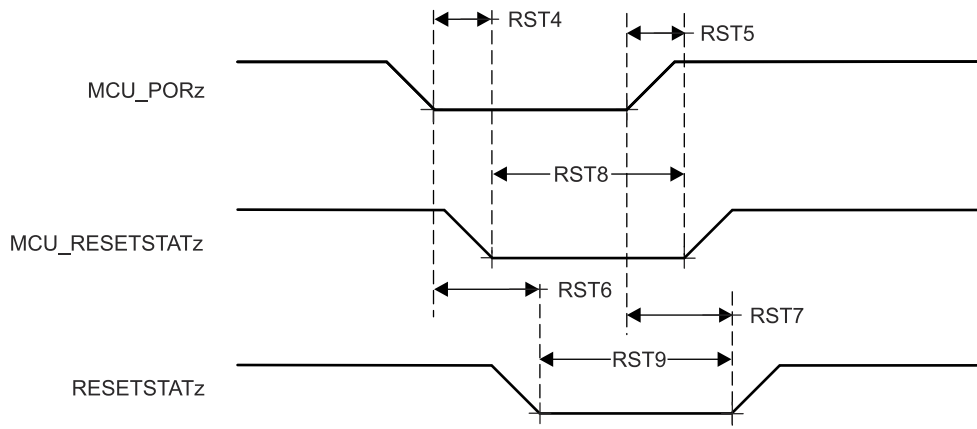 RST4
RST5
MCU_PORz
RST8
MCU_RESETSTATz
RST6
RST7
RST9
RESETSTATz